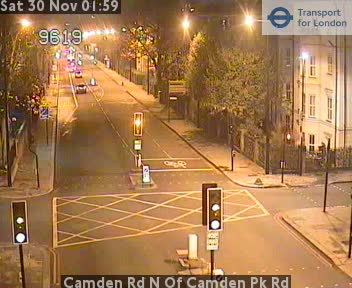 Sat 30 Nov 01:59
9619
Transport
for London
Camden Rd N Of Camden Pk Rd